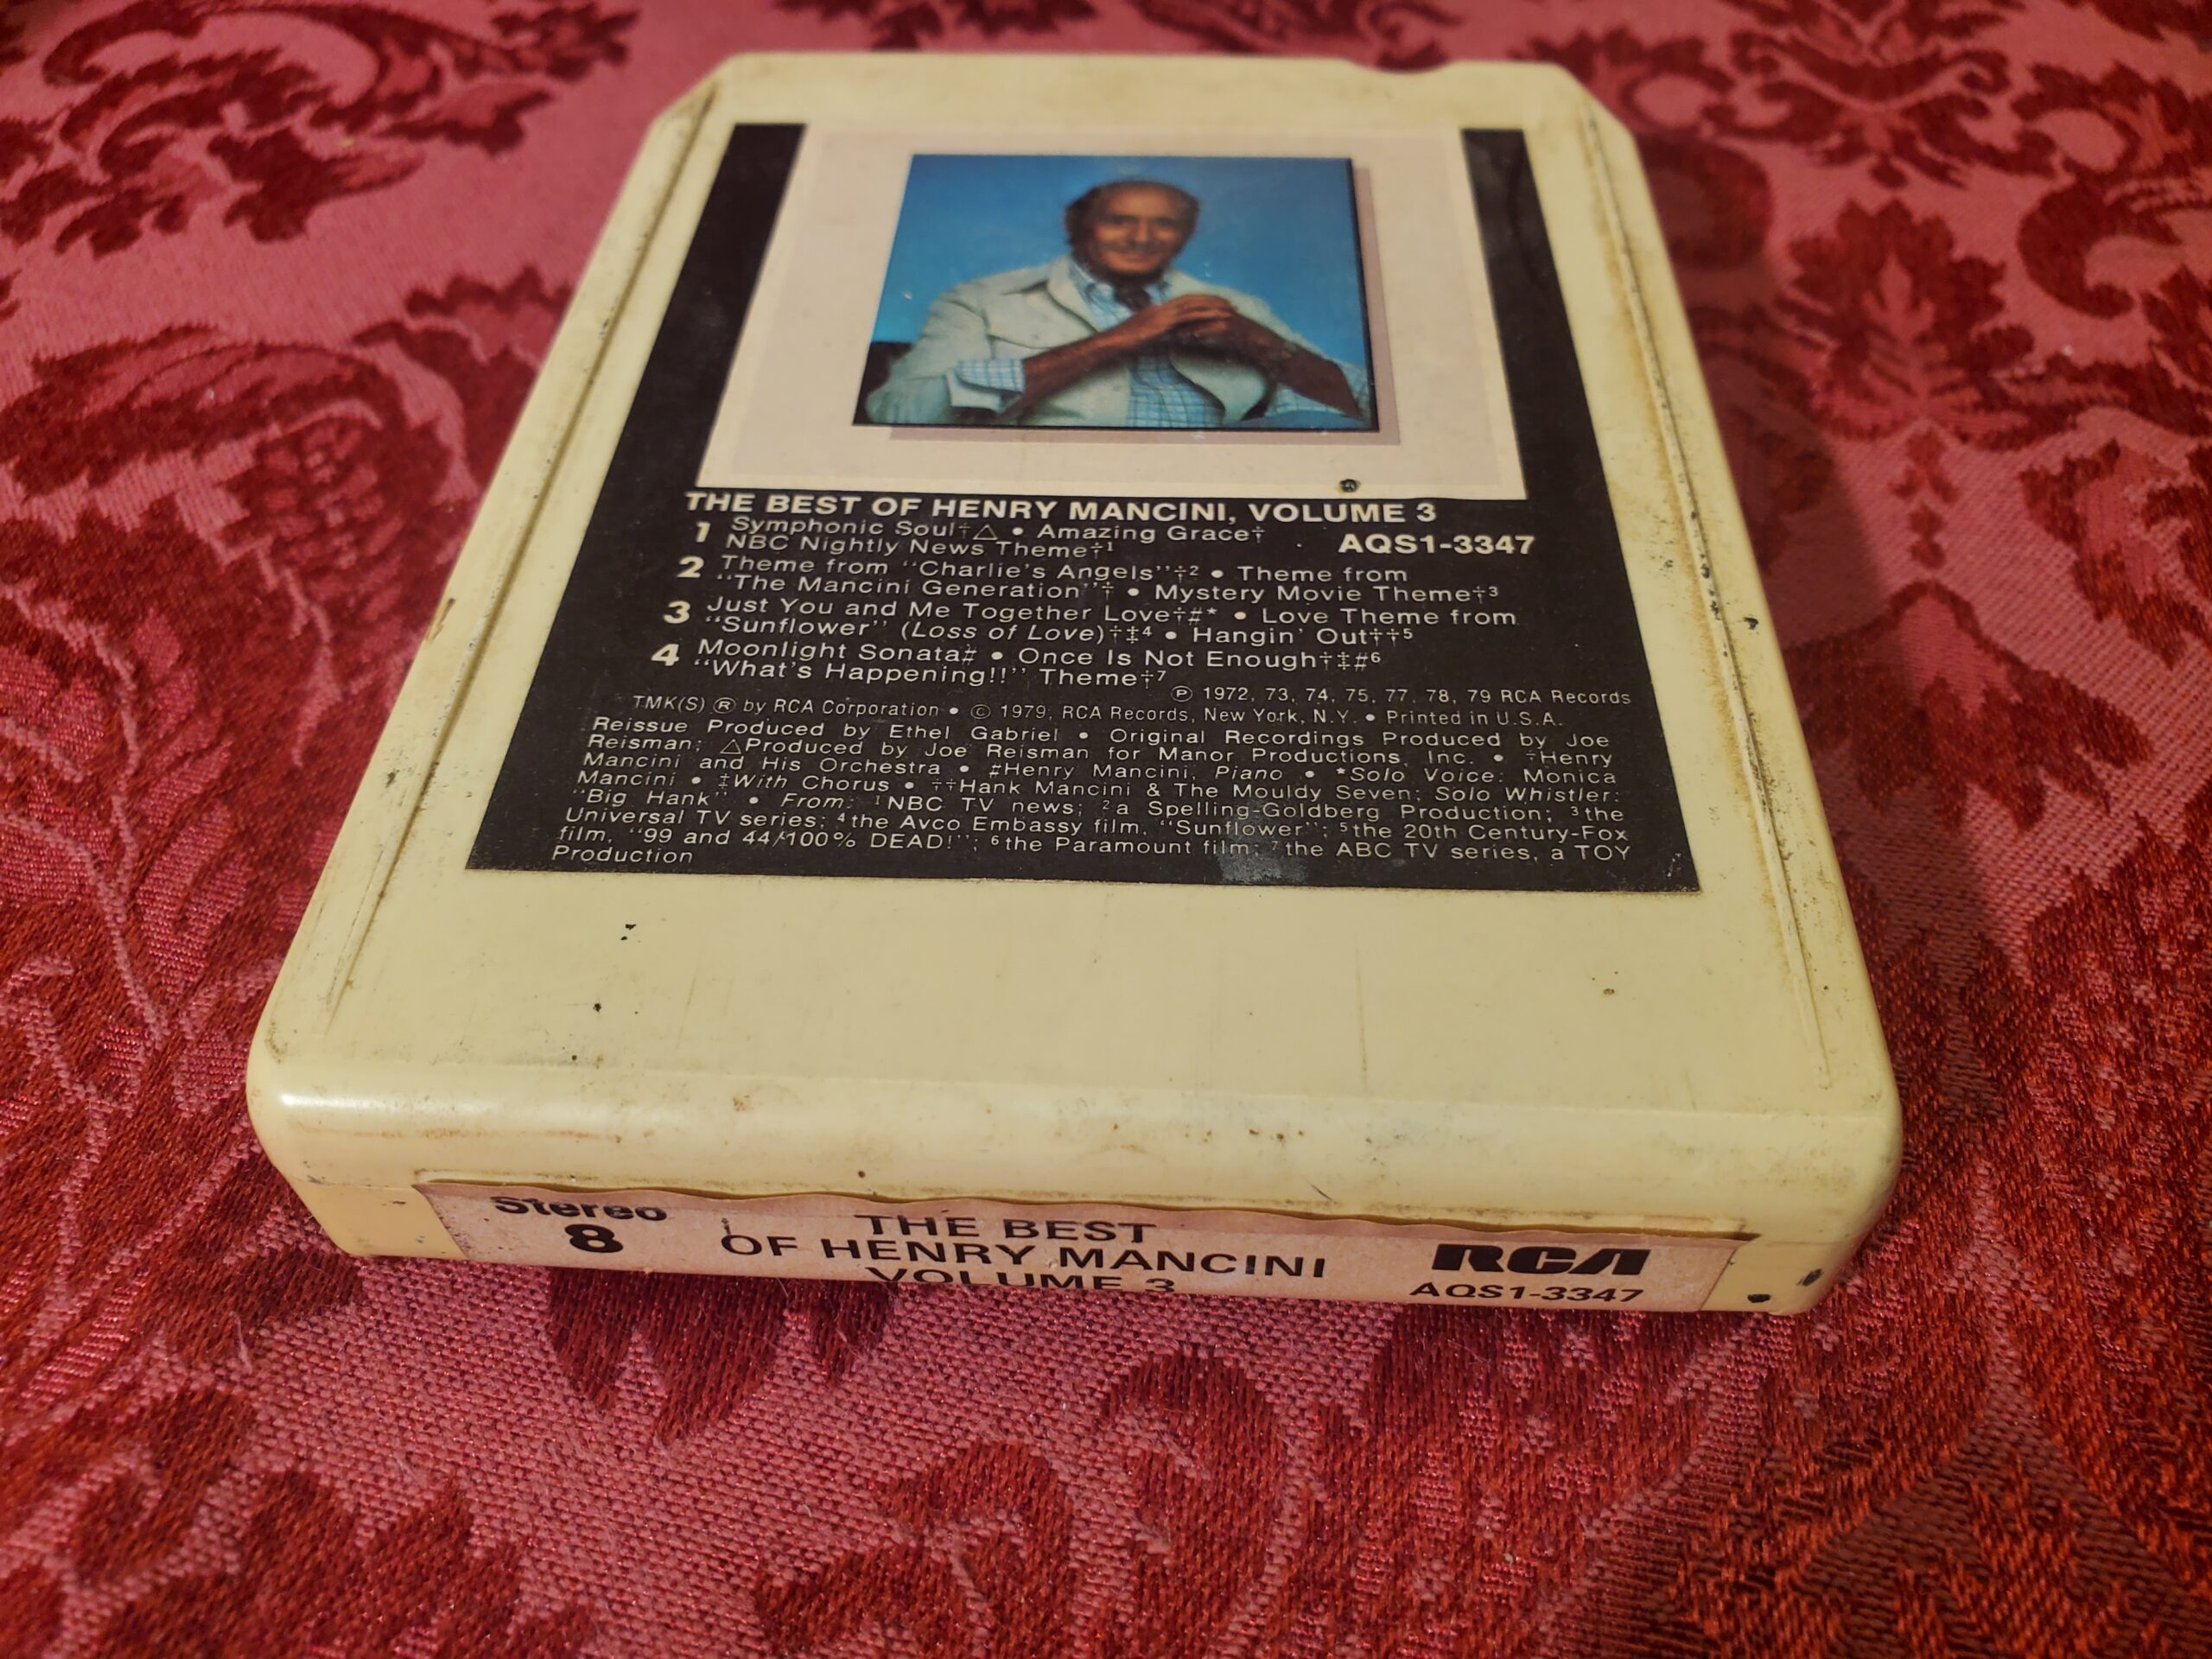 THE BEST OF HENRY MANCINI, VOLUME 3
1 Symphonic Soul†△ • Amazing Grace†
NBC Nightly News Theme†¹ AQS1-3347
2 Theme from "Charlie's Angels"†² • Theme from
"The Mancini Generation"† • Mystery Movie Theme†³
3 Just You and Me Together Love†#* • Love Theme from
"Sunflower" (Loss of Love)†‡⁴ • Hangin' Out††⁵
4 Moonlight Sonata# • Once Is Not Enough†‡#⁶
"What's Happening!!" Theme†⁷
Ⓟ 1972, 73, 74, 75, 77, 78, 79 RCA Records
TMK(S) ® by RCA Corporation • © 1979, RCA Records, New York, N.Y. • Printed in U.S.A.
Reissue Produced by Ethel Gabriel • Original Recordings Produced by Joe
Reisman; △Produced by Joe Reisman for Manor Productions, Inc. • †Henry
Mancini and His Orchestra • #Henry Mancini, Piano • *Solo Voice: Monica
Mancini • ‡With Chorus • ††Hank Mancini & The Mouldy Seven; Solo Whistler:
"Big Hank" • From: ¹NBC TV news; ²a Spelling-Goldberg Production; ³the
Universal TV series; ⁴the Avco Embassy film, "Sunflower"; ⁵the 20th Century-Fox
film, "99 and 44/100% DEAD!"; ⁶the Paramount film; ⁷the ABC TV series, a TOY
Production
Stereo
8
THE BEST
OF HENRY MANCINI
VOLUME 3
RCA
AQS1-3347